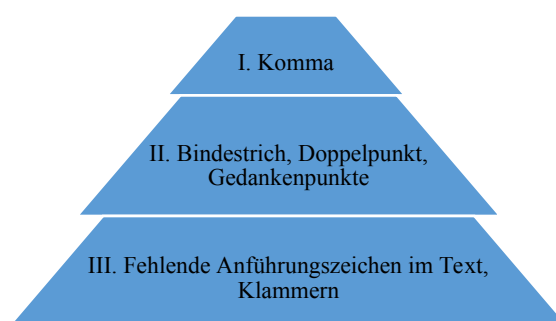 I. Komma
II. Bindestrich, Doppelpunkt,
Gedankenpunkte
III. Fehlende Anführungszeichen im Text,
Klammern